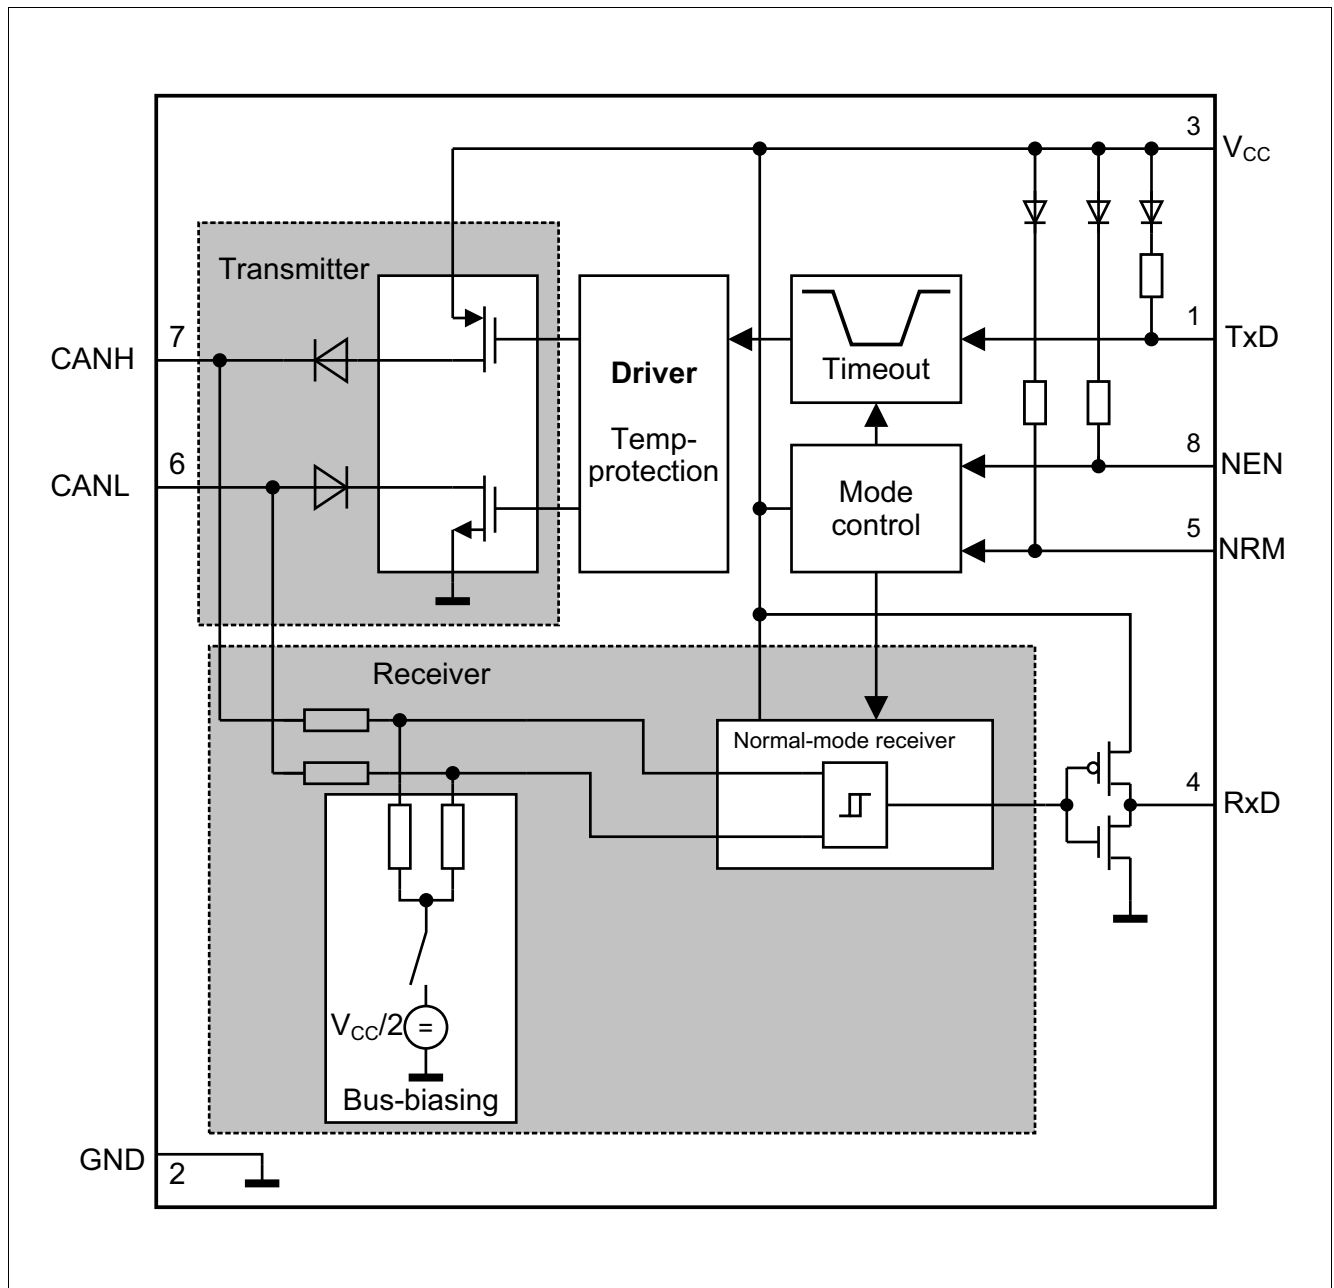 3
VCC
Transmitter
7
CANH
1
TxD
Timeout
Driver
Temp-
protection
6
CANL
8
NEN
Mode
control
5
NRM
Receiver
Normal-mode receiver
4
RxD
VCC/2
=
Bus-biasing
GND
2